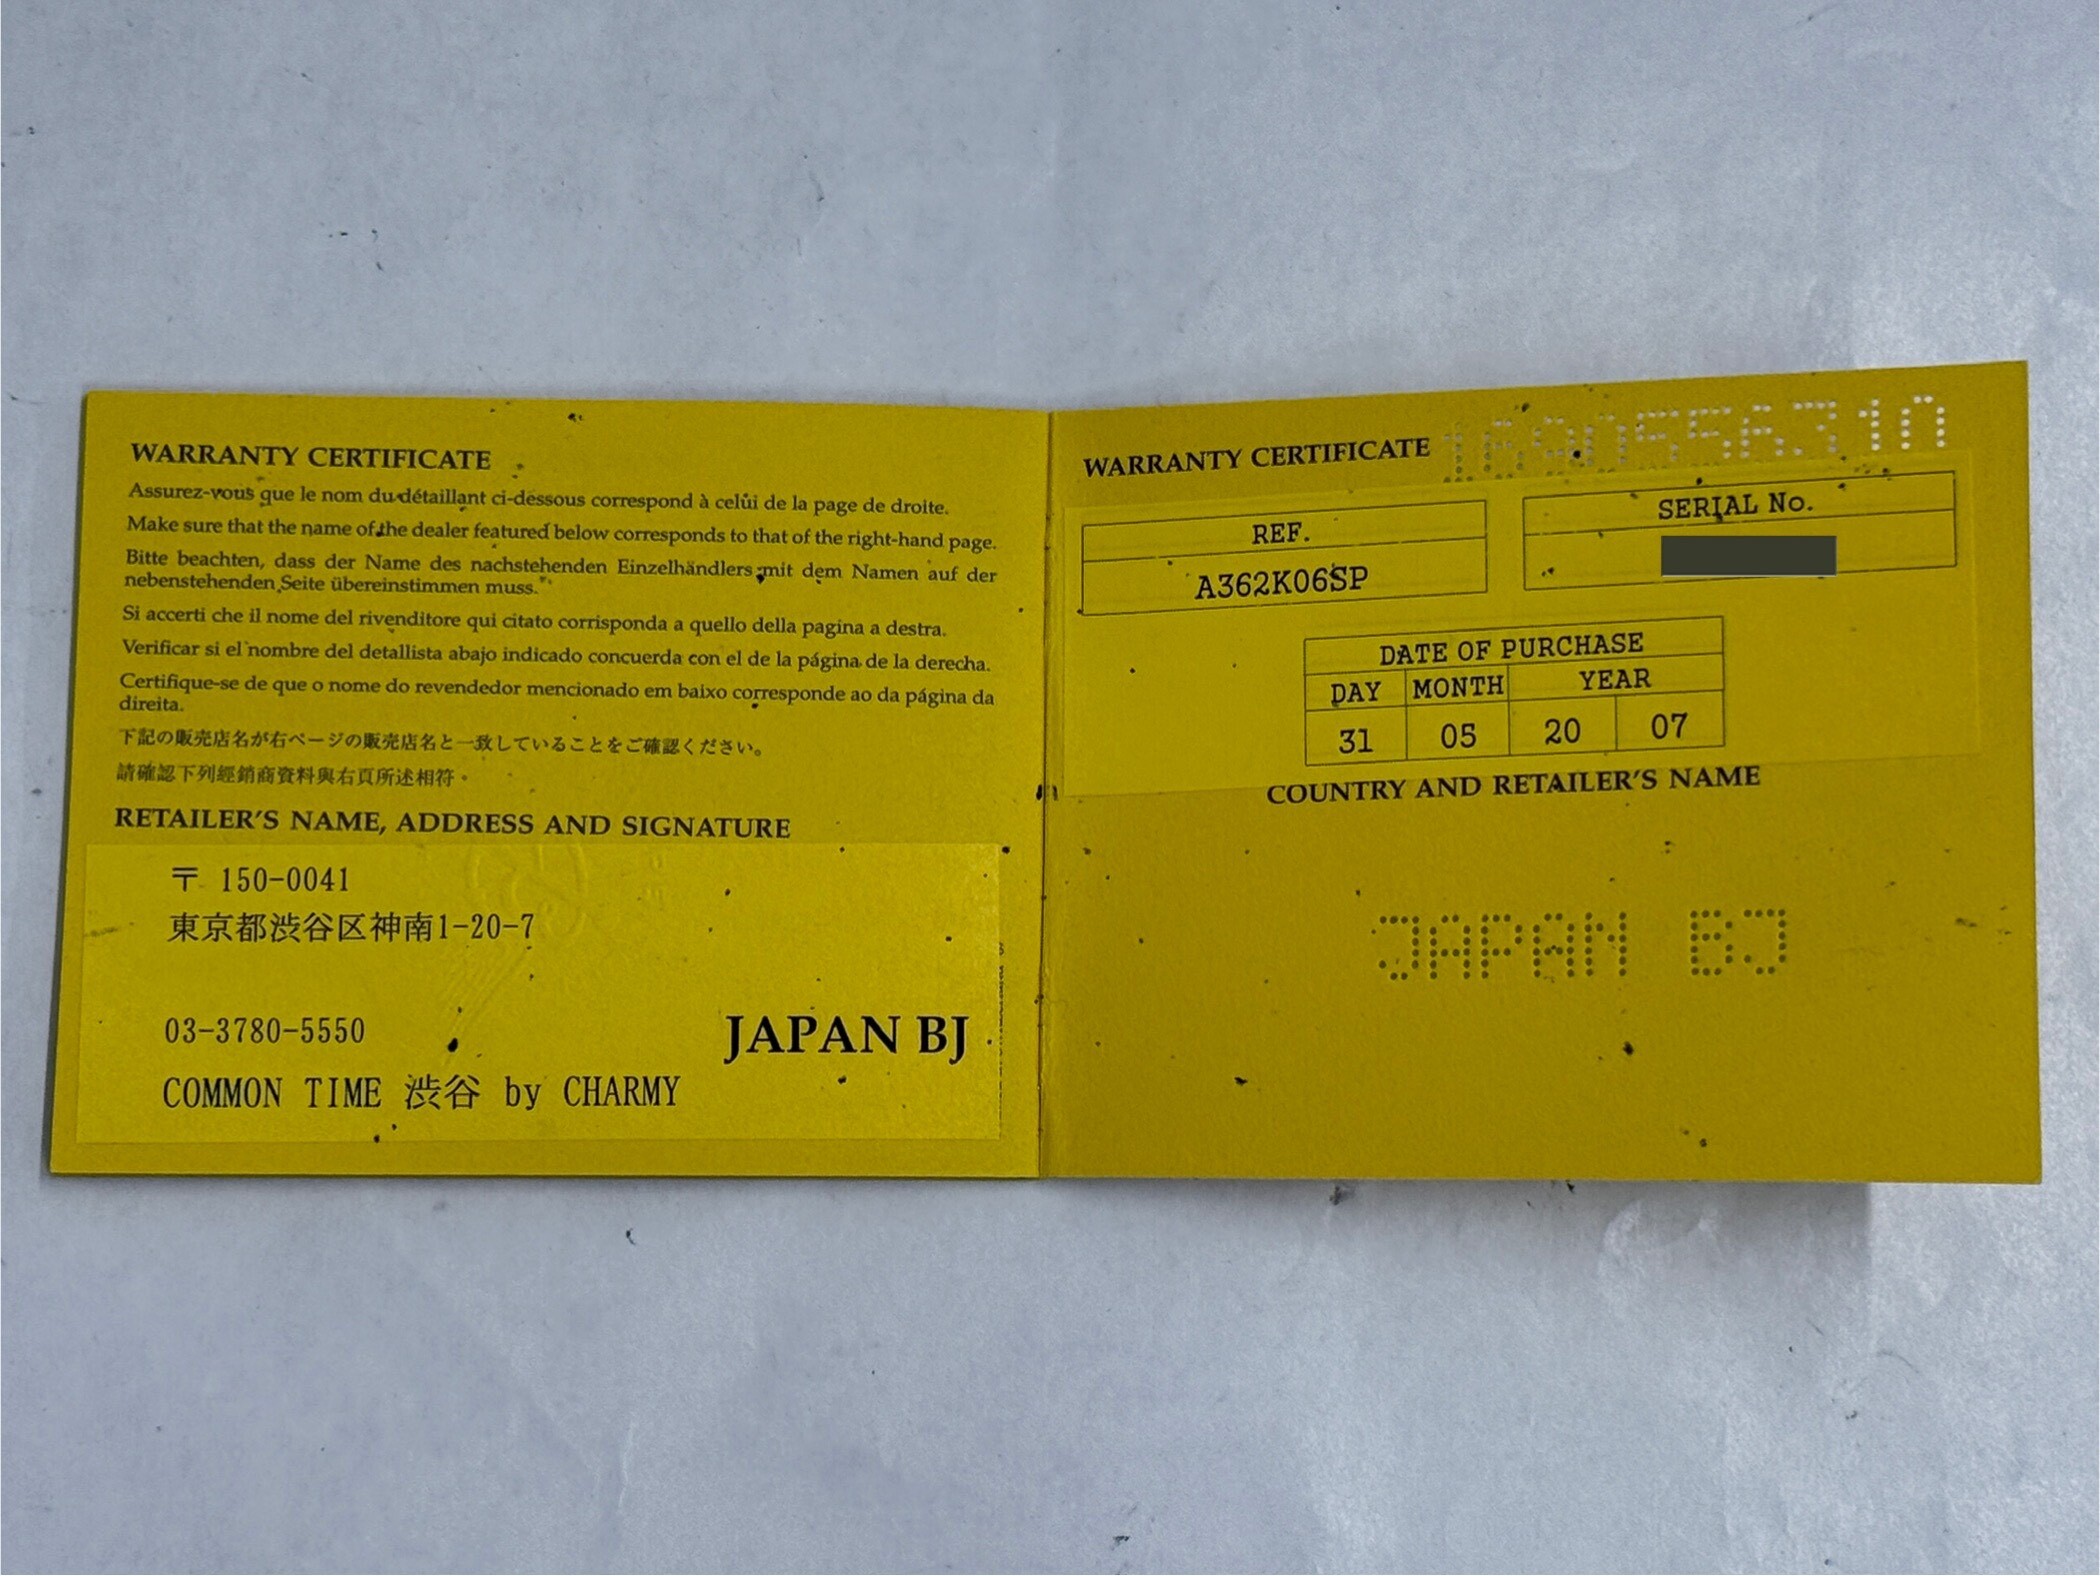 WARRANTY CERTIFICATE
Assurez-vous que le nom du détaillant ci-dessous correspond à celui de la page de droite.
Make sure that the name of the dealer featured below corresponds to that of the right-hand page.
Bitte beachten, dass der Name des nachstehenden Einzelhändlers mit dem Namen auf der
nebenstehenden Seite übereinstimmen muss.
Si accerti che il nome del rivenditore qui citato corrisponda a quello della pagina a destra.
Verificar si el nombre del detallista abajo indicado concuerda con el de la página de la derecha.
Certifique-se de que o nome do revendedor mencionado em baixo corresponde ao da página da
direita.
下記の販売店名が右ページの販売店名と一致していることをご確認ください。
請確認下列經銷商資料與右頁所述相符。
RETAILER'S NAME, ADDRESS AND SIGNATURE
〒 150-0041
東京都渋谷区神南1-20-7
03-3780-5550
JAPAN BJ
COMMON TIME 渋谷 by CHARMY
WARRANTY CERTIFICATE
REF.
A362K06SP
SERIAL No.
DATE OF PURCHASE
DAY MONTH YEAR
31 05 20 07
COUNTRY AND RETAILER'S NAME
JAPAN BJ